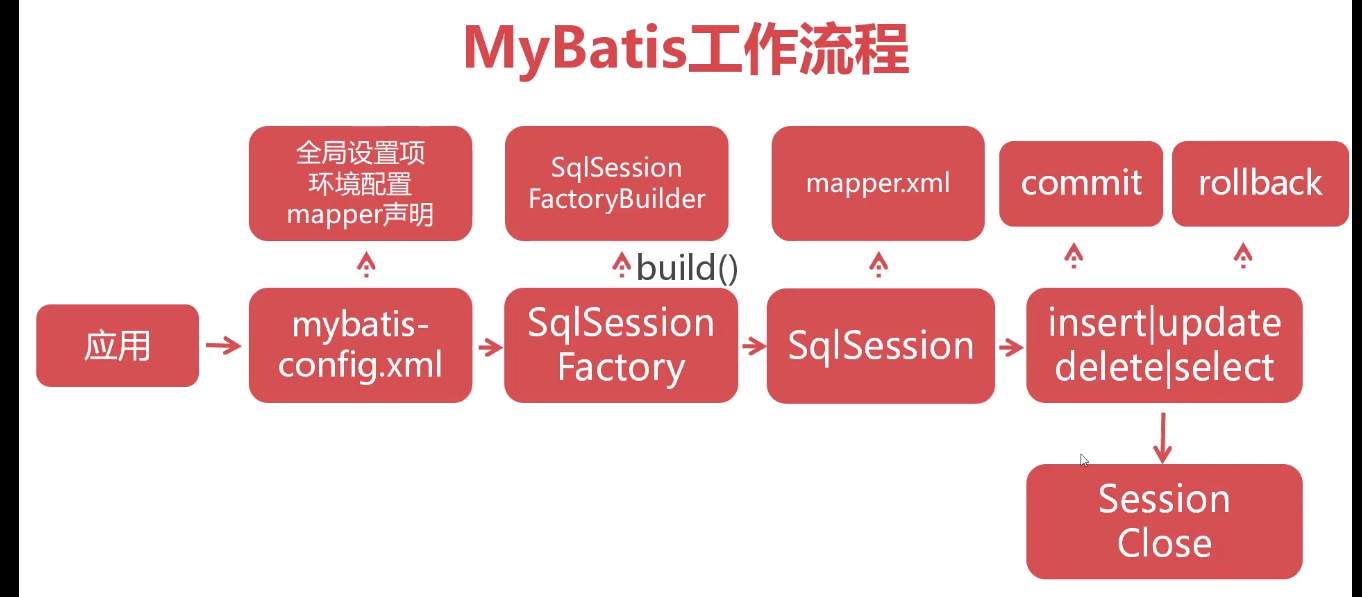 MyBatis工作流程
全局设置项
环境配置
mapper声明
SqlSession
FactoryBuilder
mapper.xml
commit
rollback
build()
应用
mybatis-
config.xml
SqlSession
Factory
SqlSession
insert|update
delete|select
Session
Close